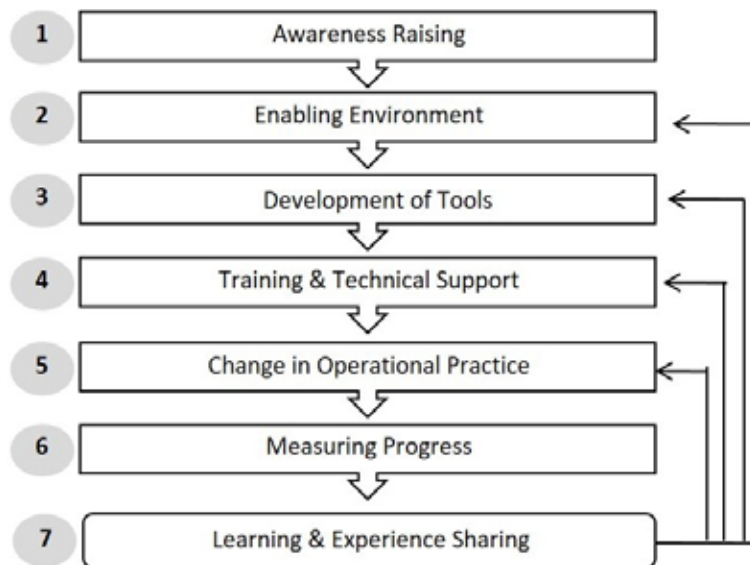 1 Awareness Raising
2 Enabling Environment
3 Development of Tools
4 Training & Technical Support
5 Change in Operational Practice
6 Measuring Progress
7 Learning & Experience Sharing